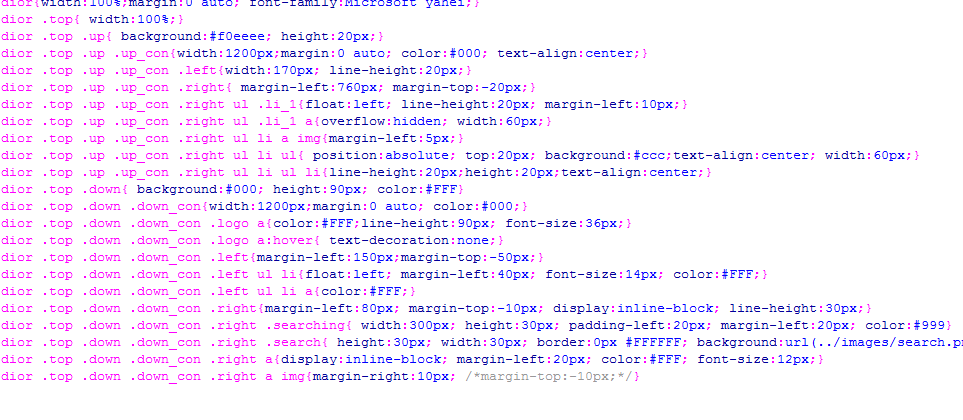 dior{width:100%;margin:0 auto; font-family:Microsoft yahei;}
dior .top{ width:100%;}
dior .top .up{ background:#f0eeee; height:20px;}
dior .top .up .up_con{width:1200px;margin:0 auto; color:#000; text-align:center;}
dior .top .up .up_con .left{width:170px; line-height:20px;}
dior .top .up .up_con .right{ margin-left:760px; margin-top:-20px;}
dior .top .up .up_con .right ul .li_1{float:left; line-height:20px; margin-left:10px;}
dior .top .up .up_con .right ul .li_1 a{overflow:hidden; width:60px;}
dior .top .up .up_con .right ul li a img{margin-left:5px;}
dior .top .up .up_con .right ul li ul{ position:absolute; top:20px; background:#ccc;text-align:center; width:60px;}
dior .top .up .up_con .right ul li ul li{line-height:20px;height:20px;text-align:center;}
dior .top .down{ background:#000; height:90px; color:#FFF}
dior .top .down .down_con{width:1200px;margin:0 auto; color:#000;}
dior .top .down .down_con .logo a{color:#FFF;line-height:90px; font-size:36px;}
dior .top .down .down_con .logo a:hover{ text-decoration:none;}
dior .top .down .down_con .left{margin-left:150px;margin-top:-50px;}
dior .top .down .down_con .left ul li{float:left; margin-left:40px; font-size:14px; color:#FFF;}
dior .top .down .down_con .left ul li a{color:#FFF;}
dior .top .down .down_con .right{margin-left:80px; margin-top:-10px; display:inline-block; line-height:30px;}
dior .top .down .down_con .right .searching{ width:300px; height:30px; padding-left:20px; margin-left:20px; color:#999}
dior .top .down .down_con .right .search{ height:30px; width:30px; border:0px #FFFFFF; background:url(../images/search.p
dior .top .down .down_con .right a{display:inline-block; margin-left:20px; color:#FFF; font-size:12px;}
dior .top .down .down_con .right a img{margin-right:10px; /*margin-top:-10px;*/}